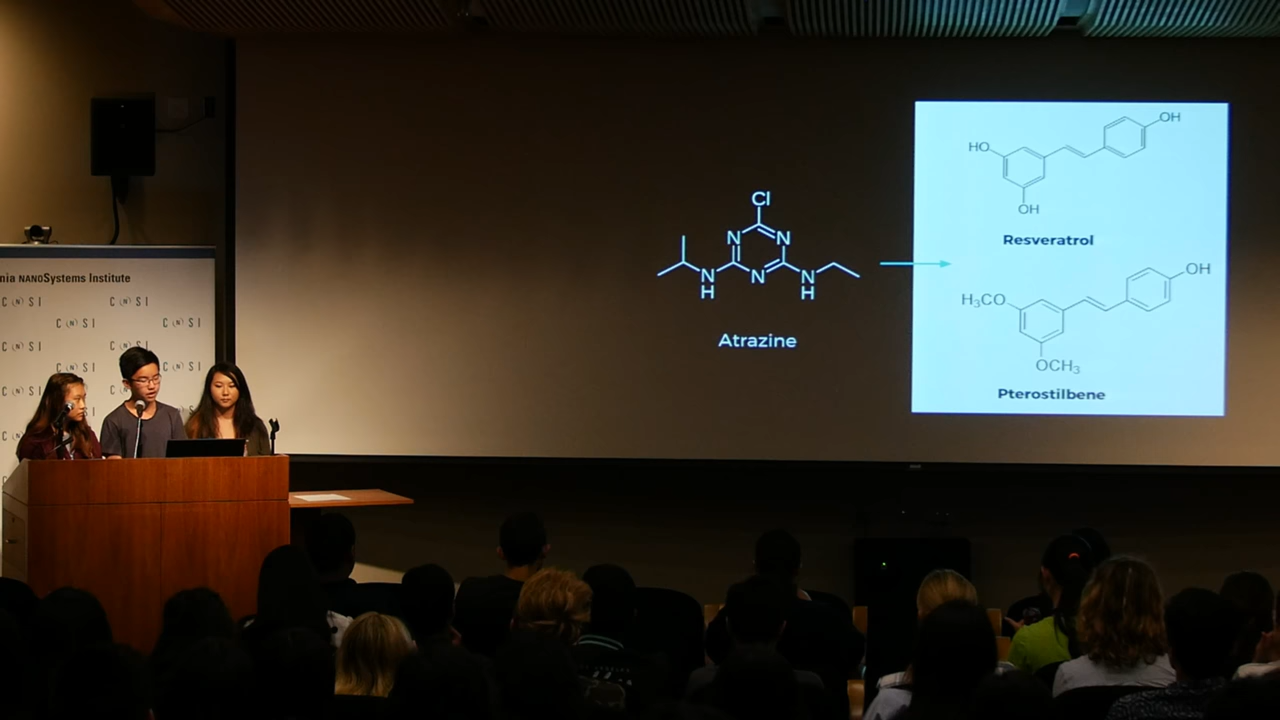 nia NANOSystems Institute
C (N) S I
C (N) S I
C (N) S I
C (N) S I
C (N) S I
C (N) S I
C (N) S I
C (N) S I
Cl
N
N
N
N
H
N
H
Atrazine
OH
HO
OH
Resveratrol
OH
H₃CO
OCH₃
Pterostilbene